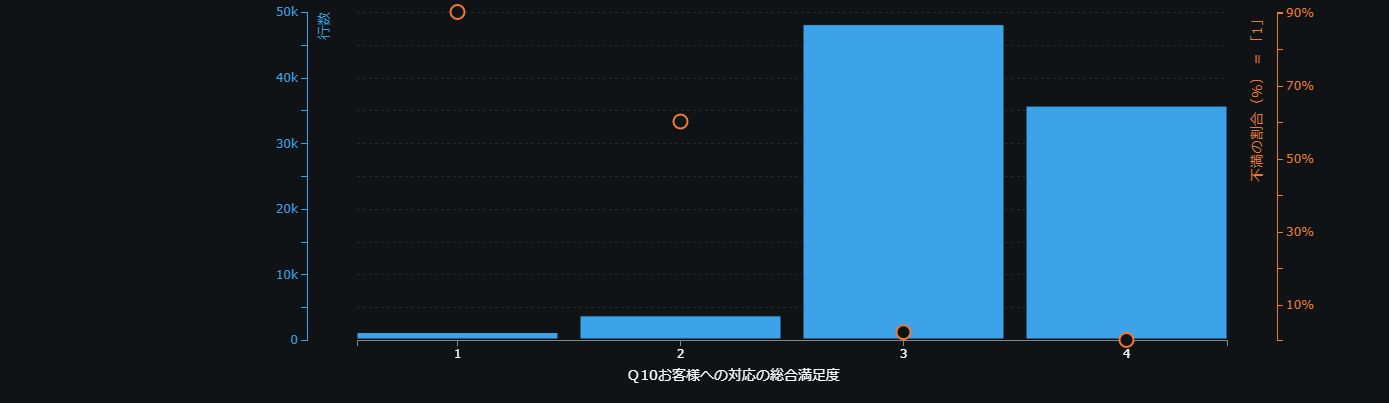 50k
40k
30k
20k
10k
0
行数
90%
70%
50%
30%
10%
不満の割合（%） = 「1」
1
2
3
4
Q10お客様への対応の総合満足度